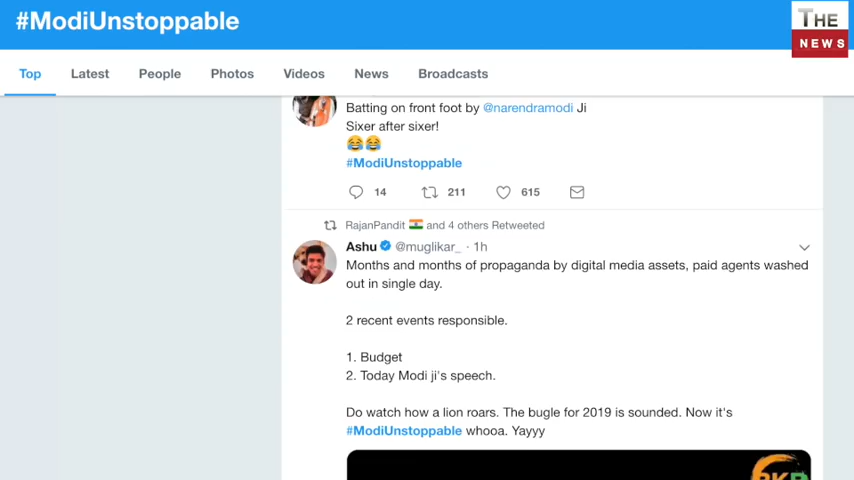 #ModiUnstoppable
THE
NEWS
Top Latest People Photos Videos News Broadcasts
Batting on front foot by @narendramodi Ji
Sixer after sixer!
😂😂
#ModiUnstoppable
14 211 615
RajanPandit 🇮🇳 and 4 others Retweeted
Ashu @muglikar_ · 1h
Months and months of propaganda by digital media assets, paid agents washed
out in single day.
2 recent events responsible.
1. Budget
2. Today Modi ji's speech.
Do watch how a lion roars. The bugle for 2019 is sounded. Now it's
#ModiUnstoppable whooa. Yayyy